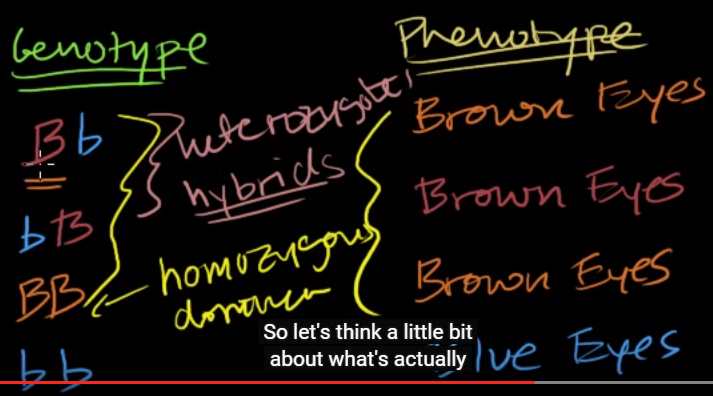 Genotype
Phenotype
Bb
heterozygotes
Brown Eyes
hybrids
bB
Brown Eyes
homozygous
BB
Brown Eyes
So let's think a little bit
about what's actually
bb
Blue Eyes